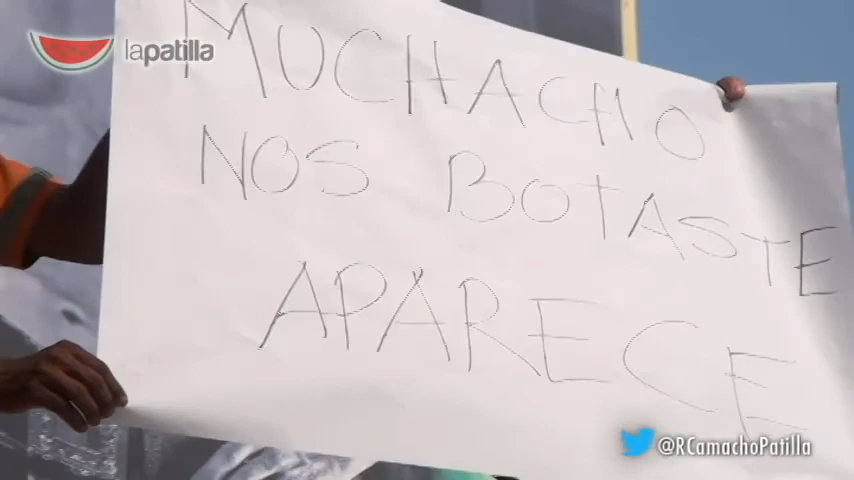 lapatilla
MUCHACHO
NOS BOTASTE
APARECE
@RCamachoPatilla